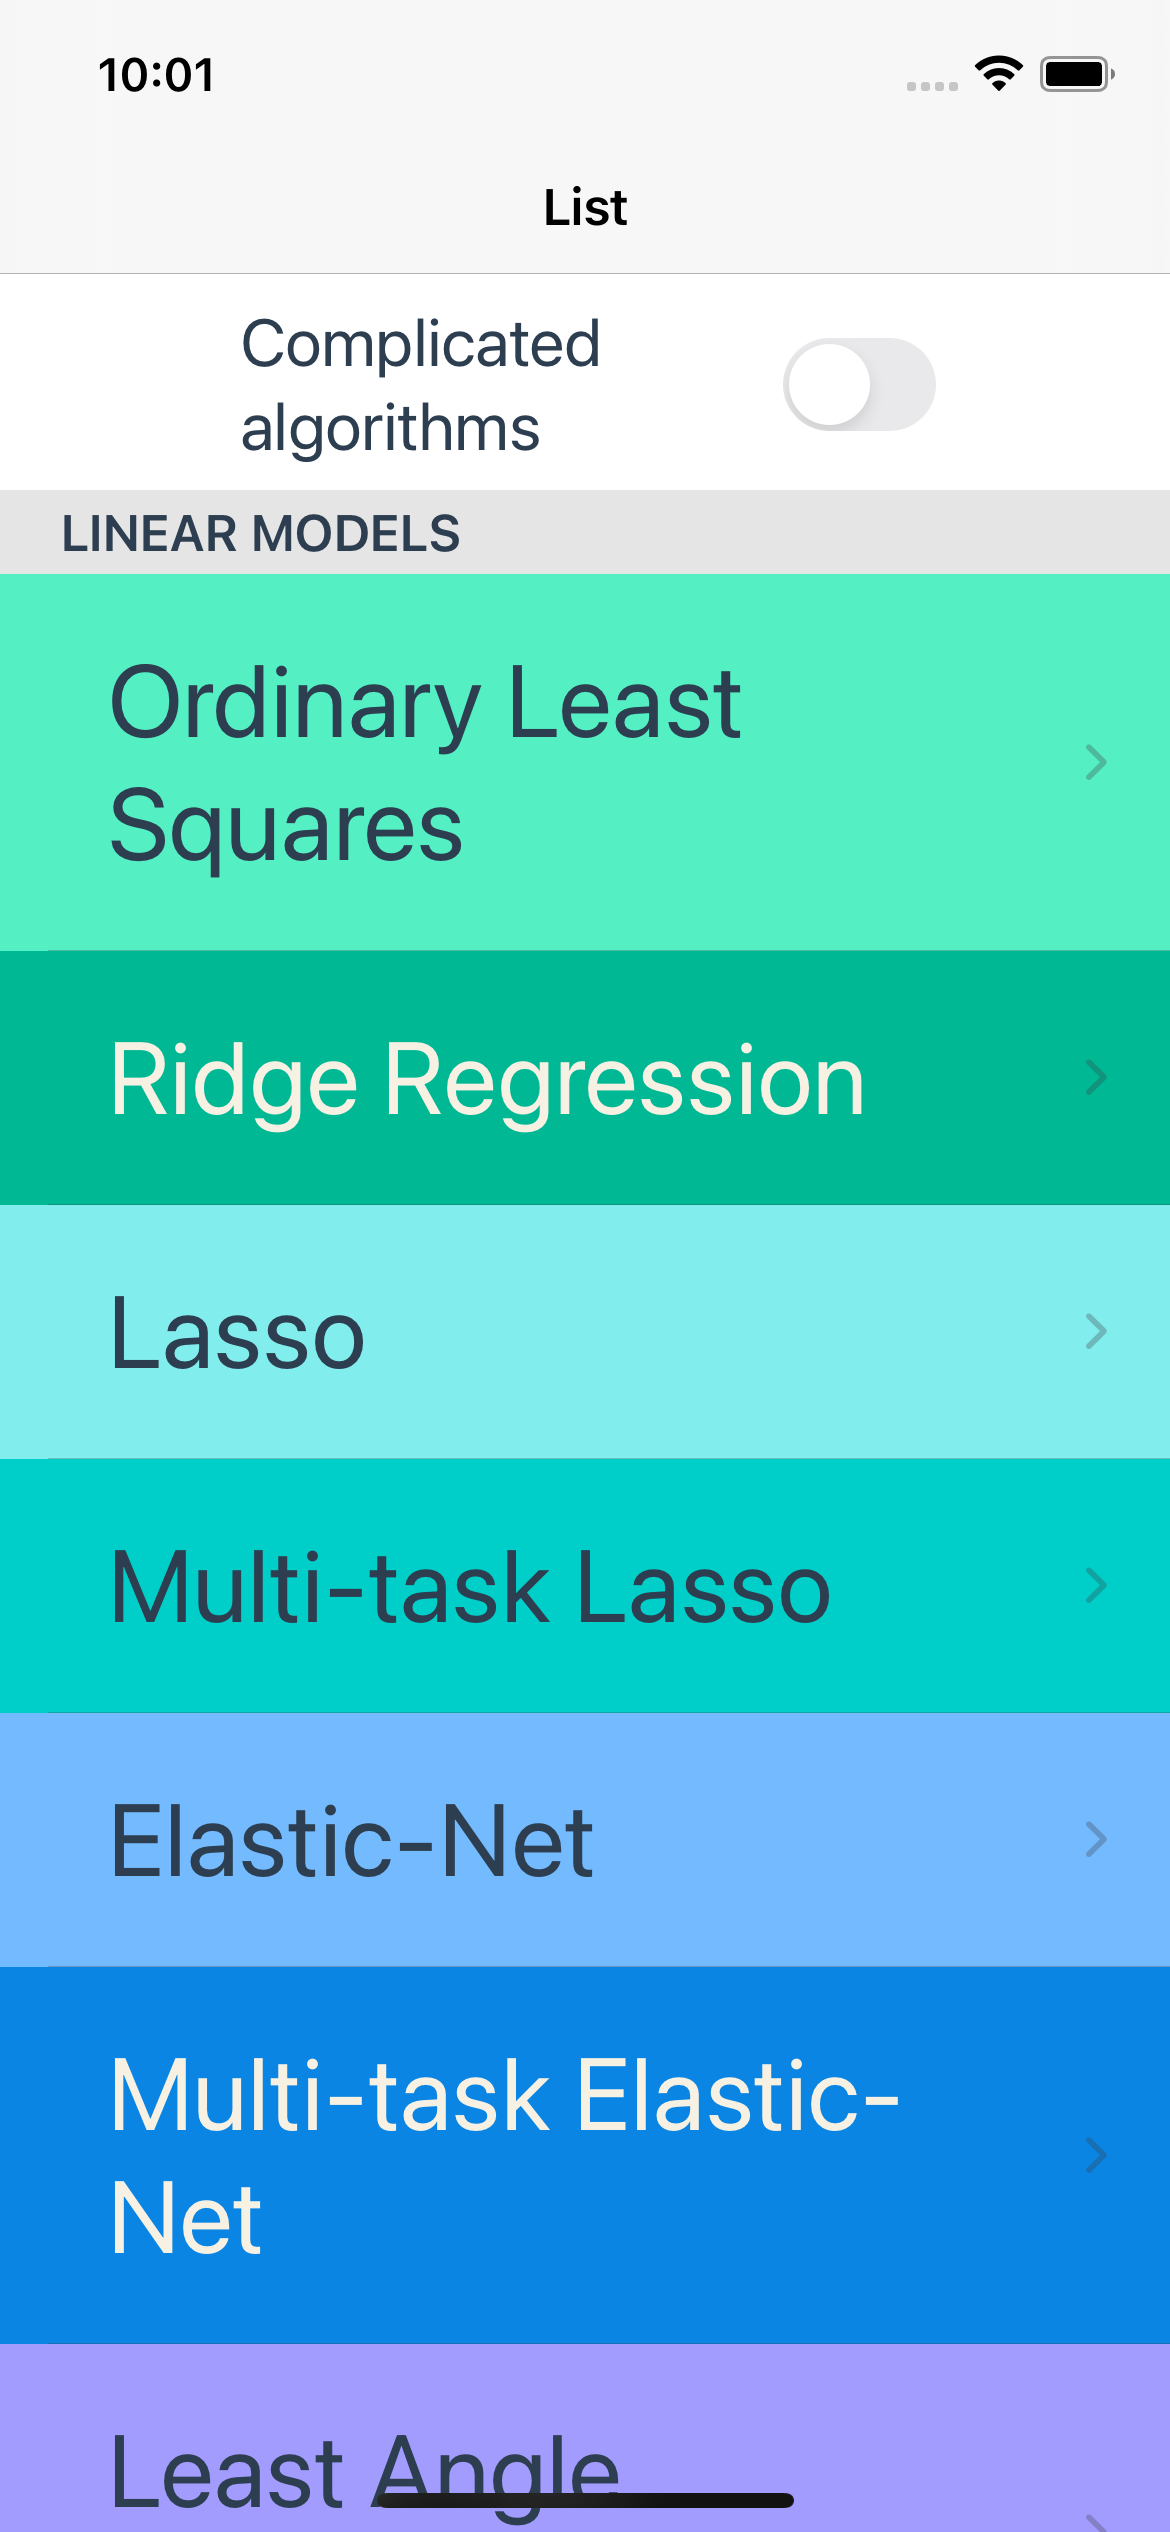 10:01
List
Complicated
algorithms
LINEAR MODELS
Ordinary Least
Squares
Ridge Regression
Lasso
Multi-task Lasso
Elastic-Net
Multi-task Elastic-
Net
Least Angle